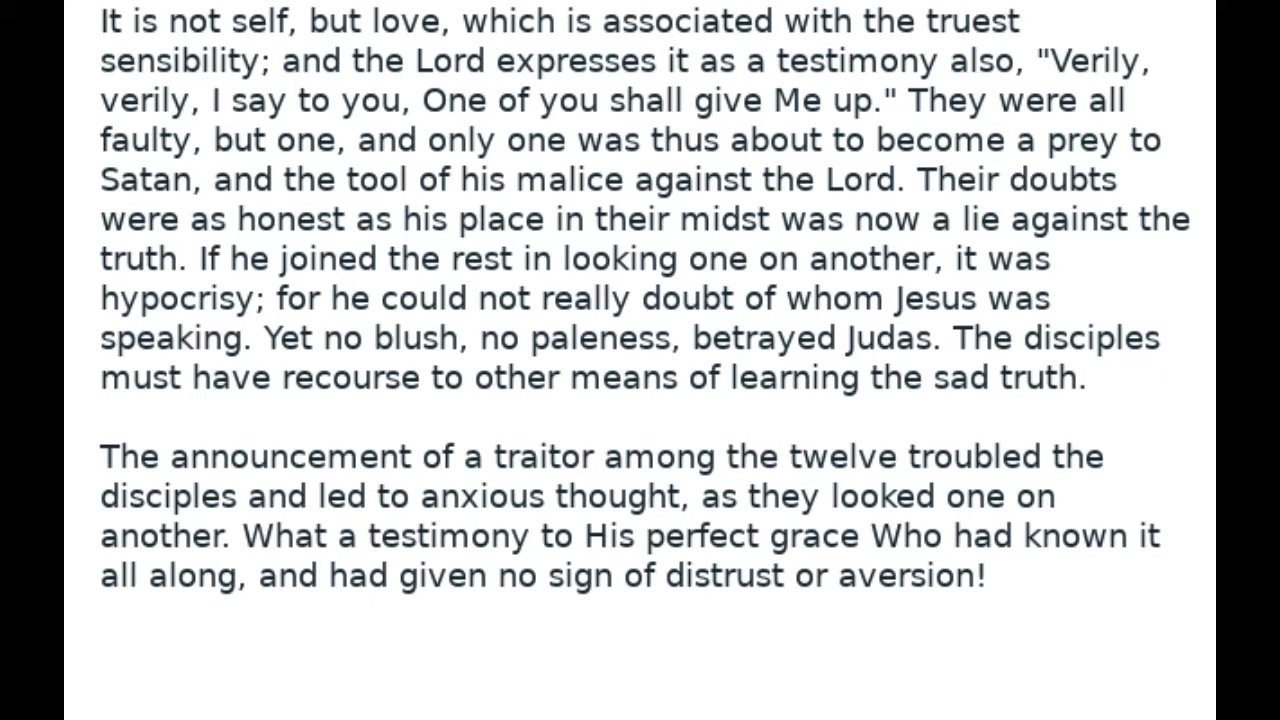 It is not self, but love, which is associated with the truest
sensibility; and the Lord expresses it as a testimony also, "Verily,
verily, I say to you, One of you shall give Me up." They were all
faulty, but one, and only one was thus about to become a prey to
Satan, and the tool of his malice against the Lord. Their doubts
were as honest as his place in their midst was now a lie against the
truth. If he joined the rest in looking one on another, it was
hypocrisy; for he could not really doubt of whom Jesus was
speaking. Yet no blush, no paleness, betrayed Judas. The disciples
must have recourse to other means of learning the sad truth.
The announcement of a traitor among the twelve troubled the
disciples and led to anxious thought, as they looked one on
another. What a testimony to His perfect grace Who had known it
all along, and had given no sign of distrust or aversion!